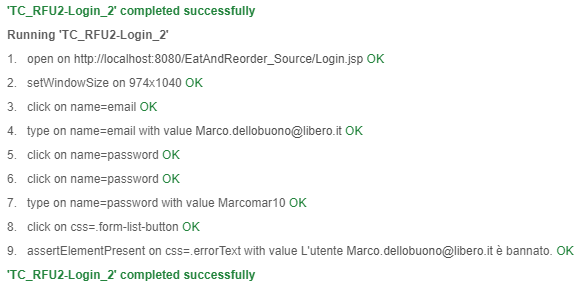 'TC_RFU2-Login_2' completed successfully
Running 'TC_RFU2-Login_2'
1. open on http://localhost:8080/EatAndReorder_Source/Login.jsp OK
2. setWindowSize on 974x1040 OK
3. click on name=email OK
4. type on name=email with value Marco.dellobuono@libero.it OK
5. click on name=password OK
6. click on name=password OK
7. type on name=password with value Marcomar10 OK
8. click on css=.form-list-button OK
9. assertElementPresent on css=.errorText with value L'utente Marco.dellobuono@libero.it è bannato. OK
'TC_RFU2-Login_2' completed successfully